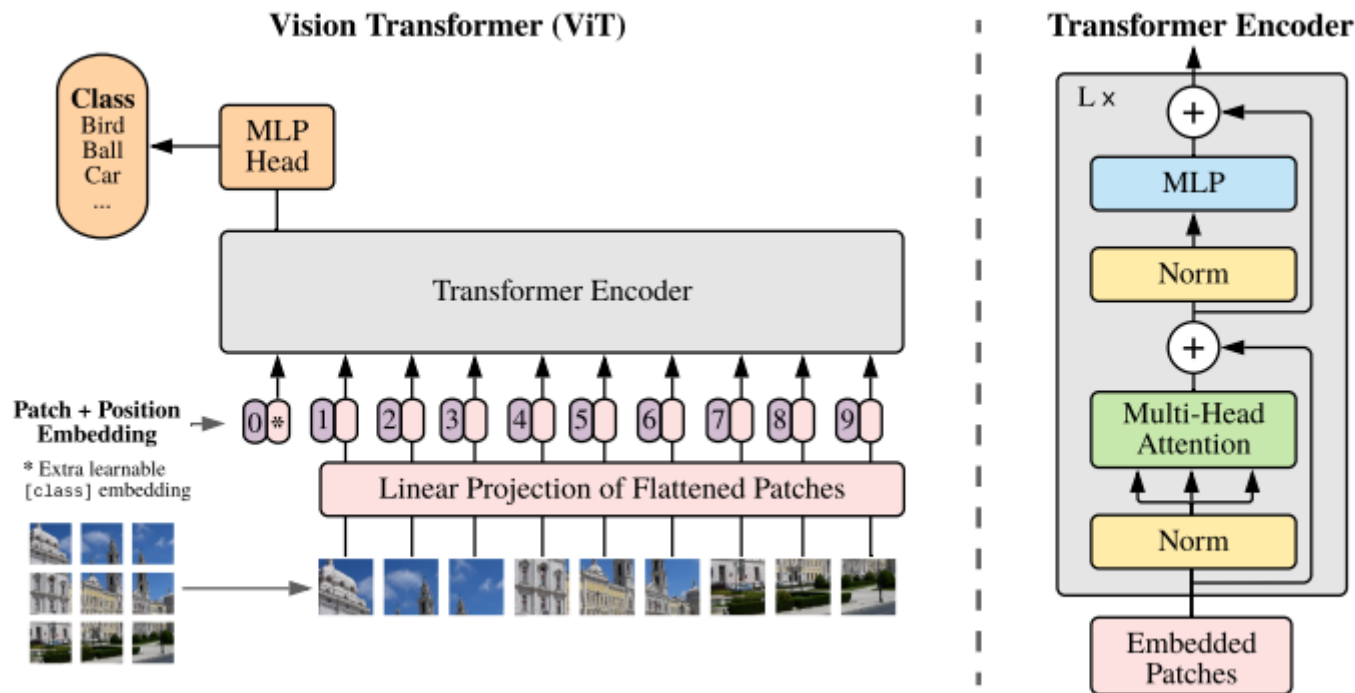 Vision Transformer (ViT)
Class
Bird
Ball
Car
...
MLP
Head
Transformer Encoder
Patch + Position
Embedding
0 * 1 2 3 4 5 6 7 8 9
* Extra learnable
[class] embedding
Linear Projection of Flattened Patches
Transformer Encoder
L ×
+
MLP
Norm
+
Multi-Head
Attention
Norm
Embedded
Patches